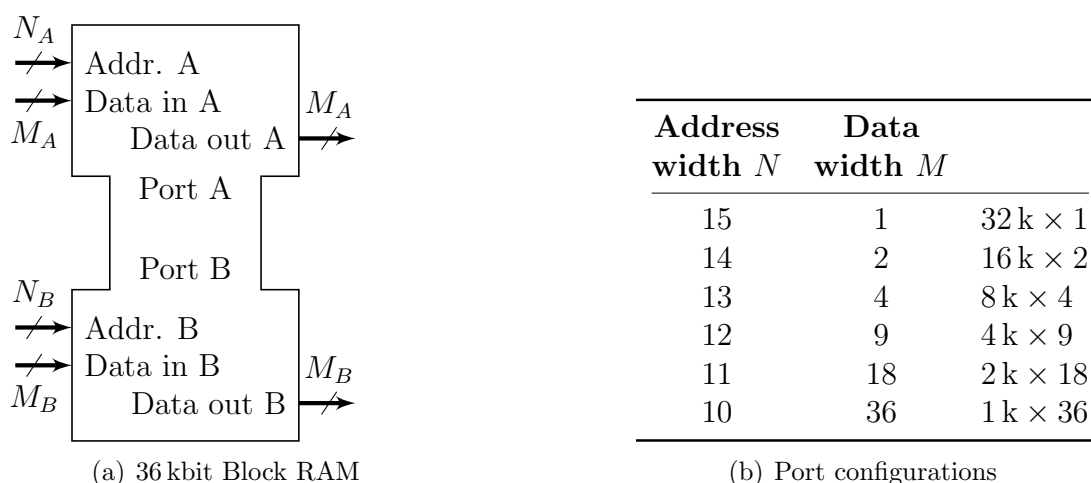 N_A
Addr. A
Data in A
M_A
M_A
Data out A
Port A
Port B
N_B
Addr. B
Data in B
M_B
M_B
Data out B
(a) 36 kbit Block RAM
Address Data
width N width M
15 1 32 k × 1
14 2 16 k × 2
13 4 8 k × 4
12 9 4 k × 9
11 18 2 k × 18
10 36 1 k × 36
(b) Port configurations